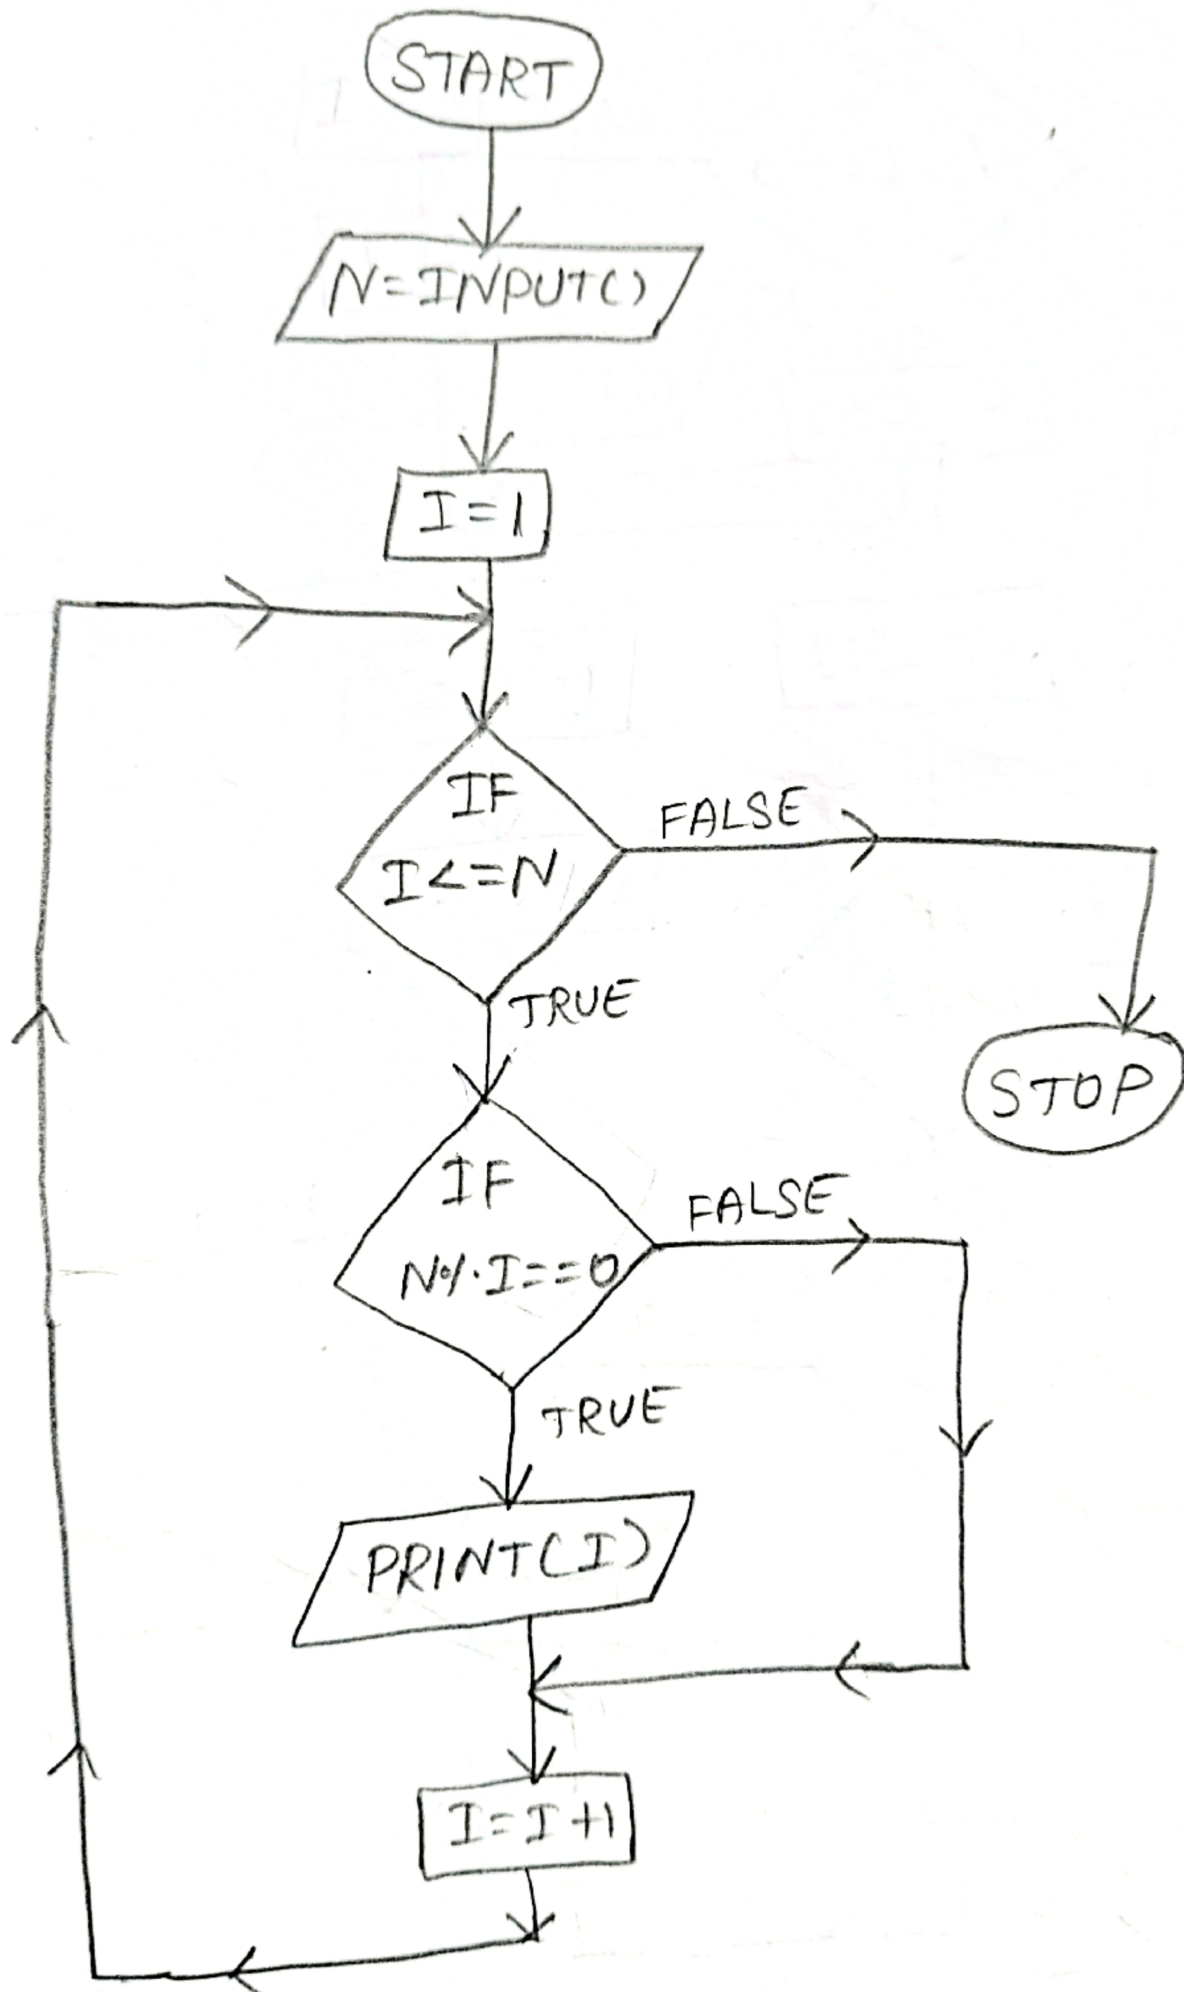 START
N=INPUT()
I=1
IF
I<=N
FALSE
TRUE
STOP
IF
N%I==0
FALSE
TRUE
PRINT(I)
I=I+1